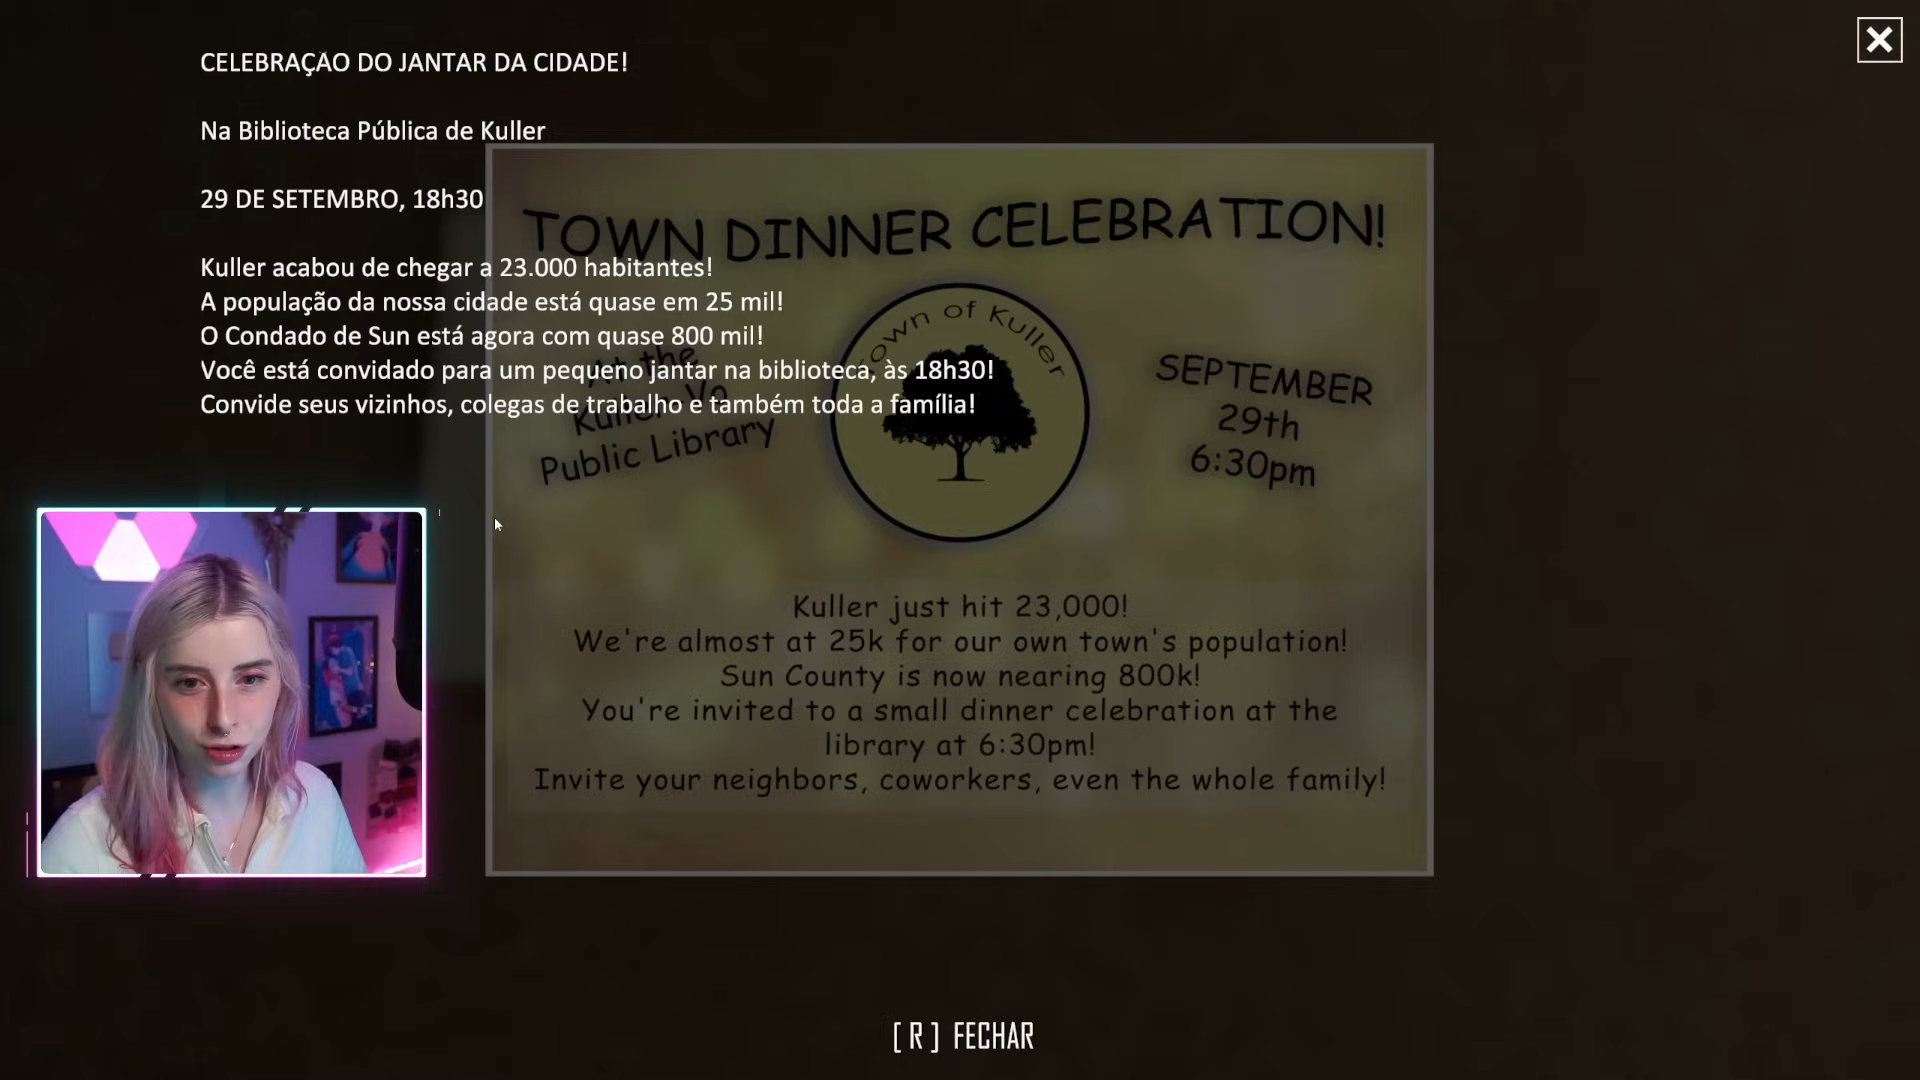 CELEBRAÇÃO DO JANTAR DA CIDADE!
Na Biblioteca Pública de Kuller
29 DE SETEMBRO, 18h30
Kuller acabou de chegar a 23.000 habitantes!
A população da nossa cidade está quase em 25 mil!
O Condado de Sun está agora com quase 800 mil!
Você está convidado para um pequeno jantar na biblioteca, às 18h30!
Convide seus vizinhos, colegas de trabalho e também toda a família!
TOWN DINNER CELEBRATION!
At the
Public Library
Town of Kuller
SEPTEMBER
29th
6:30pm
Kuller just hit 23,000!
We're almost at 25k for our own town's population!
Sun County is now nearing 800k!
You're invited to a small dinner celebration at the
library at 6:30pm!
Invite your neighbors, coworkers, even the whole family!
[ R ] FECHAR